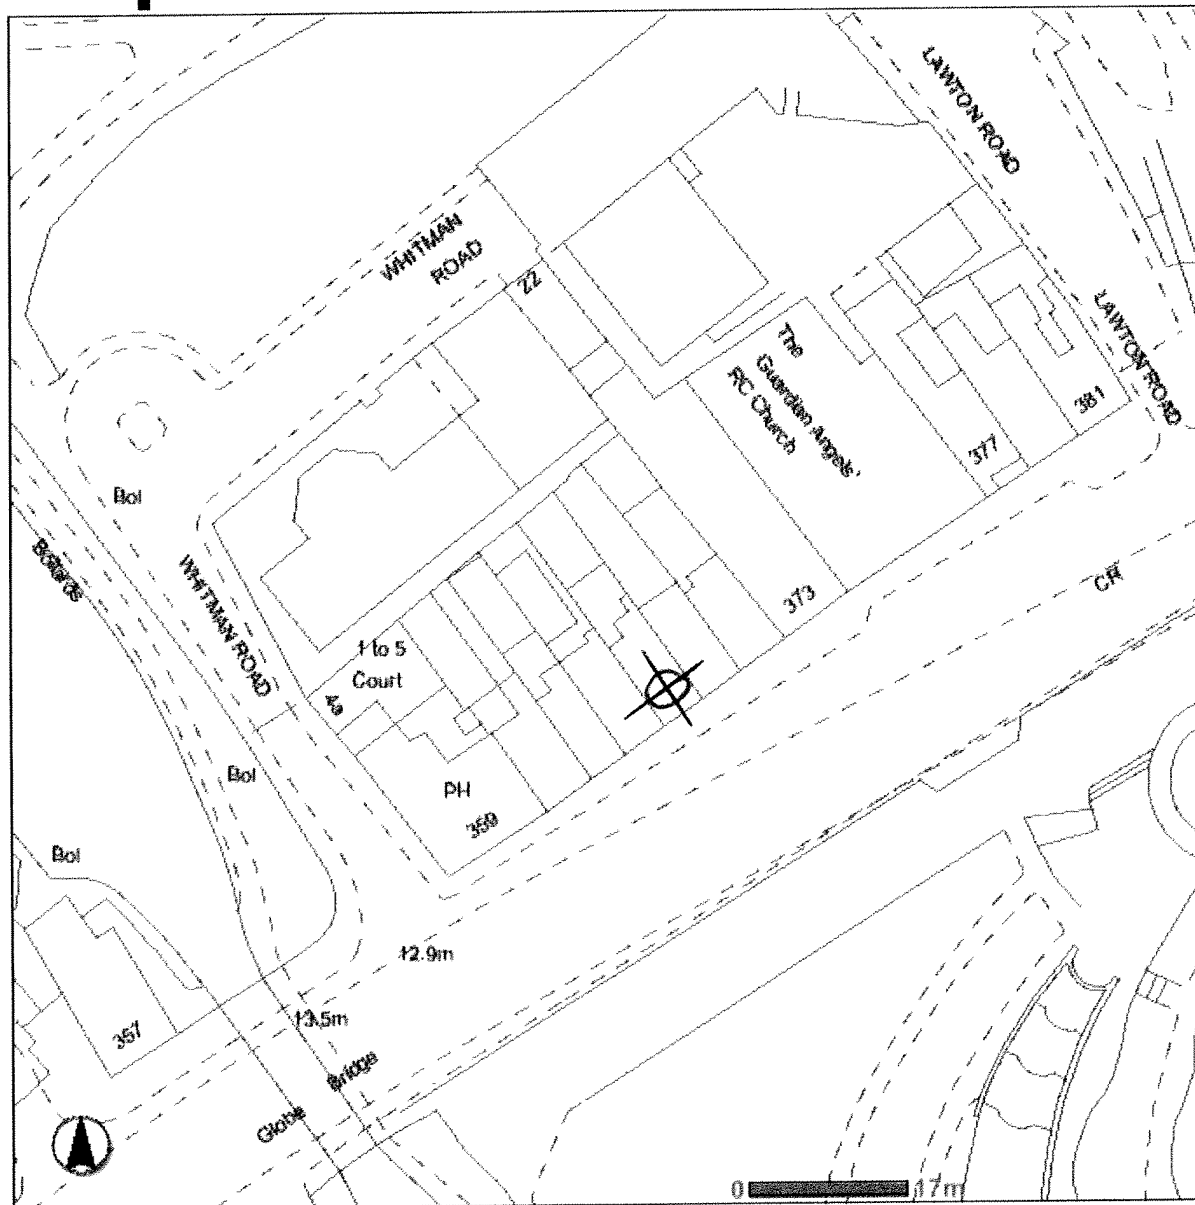 LAWTON ROAD
WHITMAN
ROAD
22
The
Guardian Angels'
RC Church
LAWTON ROAD
381
377
Bol
Bollards
WHITMAN ROAD
CR
373
1 to 5
Court
4a
Bol
PH
359
Bol
12.9m
357
13.5m
Globe Bridge
0 17m